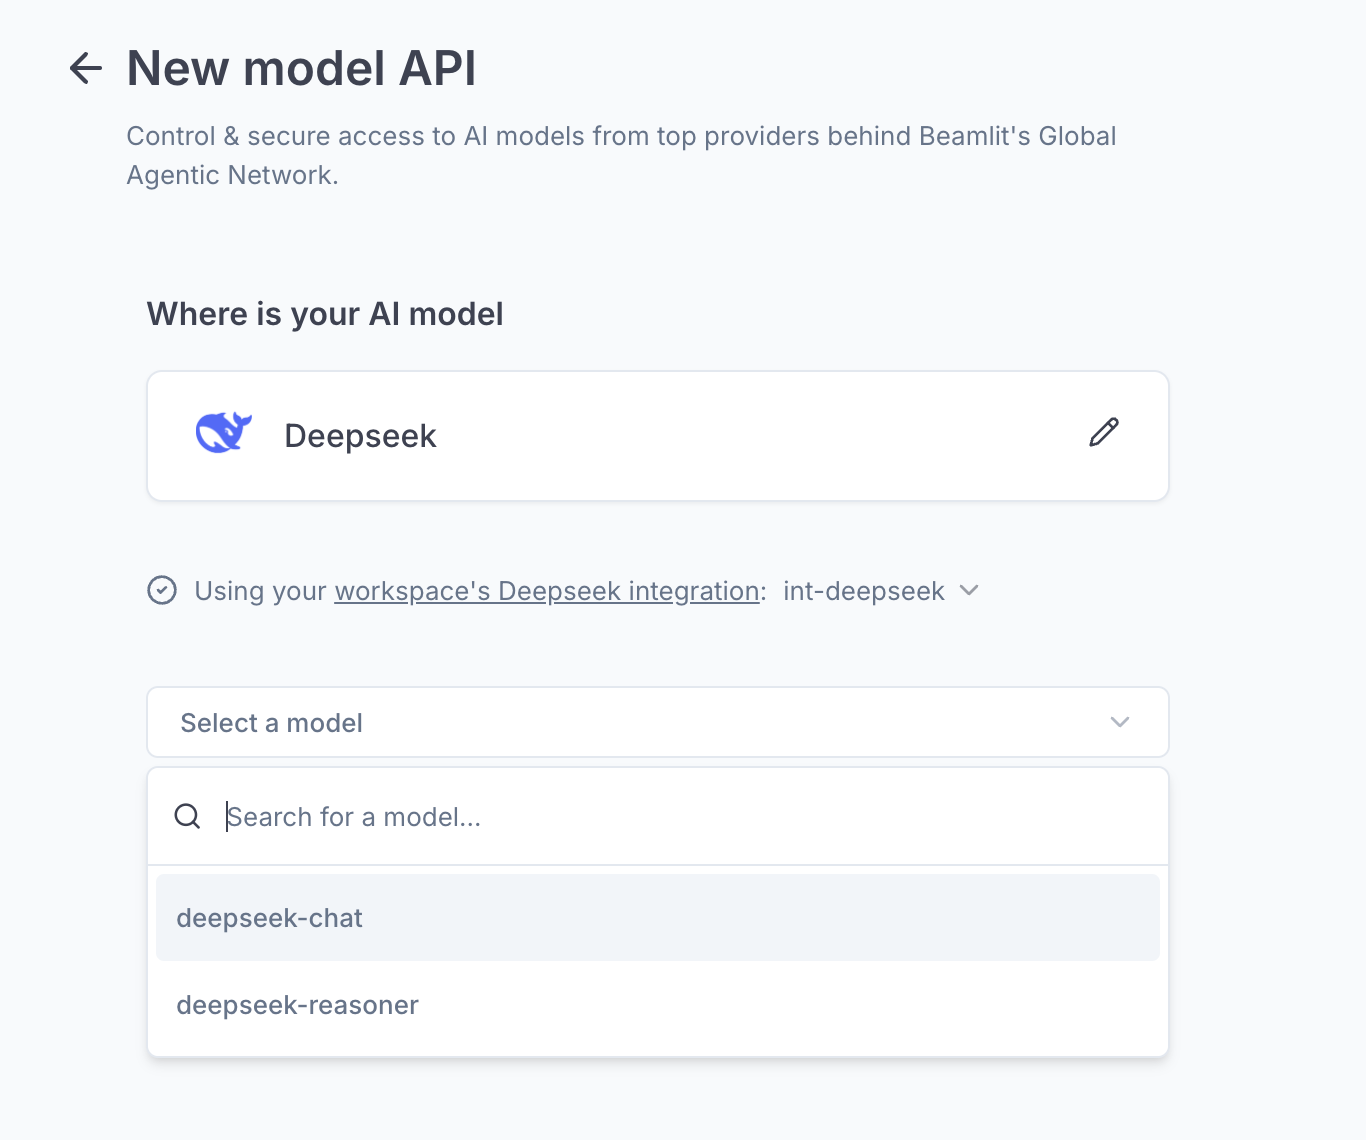 New model API
Control & secure access to AI models from top providers behind Beamlit's Global
Agentic Network.
Where is your AI model
Deepseek
Using your workspace's Deepseek integration: int-deepseek
Select a model
Search for a model...
deepseek-chat
deepseek-reasoner